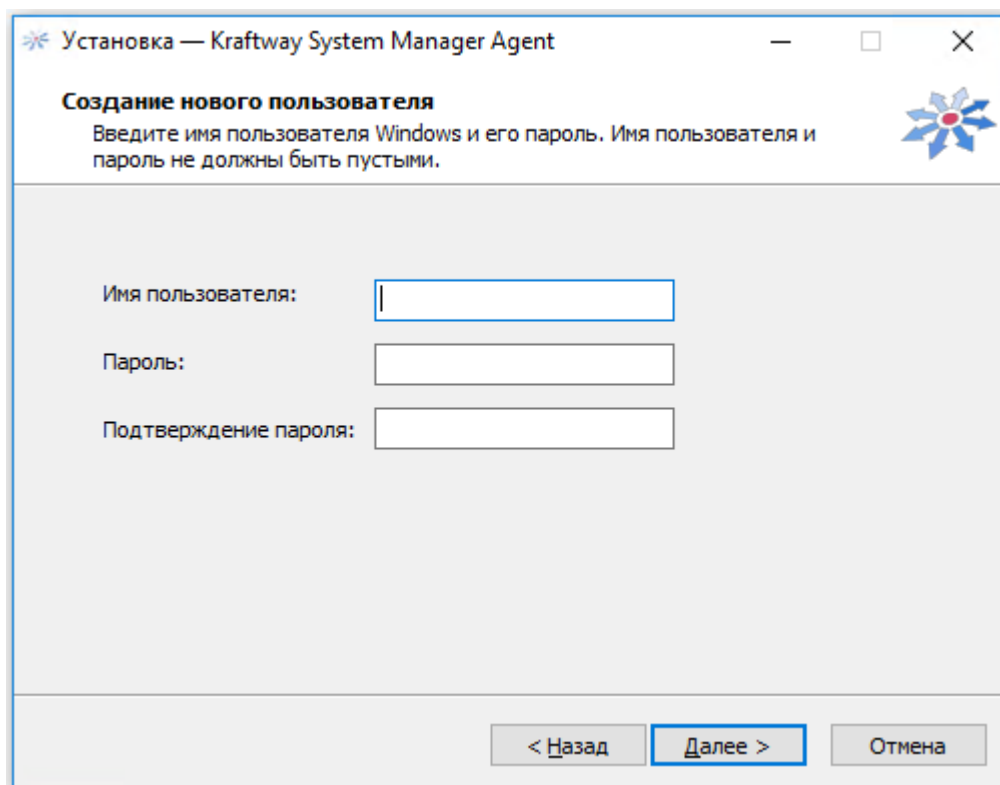 Установка — Kraftway System Manager Agent
Создание нового пользователя
Введите имя пользователя Windows и его пароль. Имя пользователя и
пароль не должны быть пустыми.
Имя пользователя:
Пароль:
Подтверждение пароля:
< Назад
Далее >
Отмена